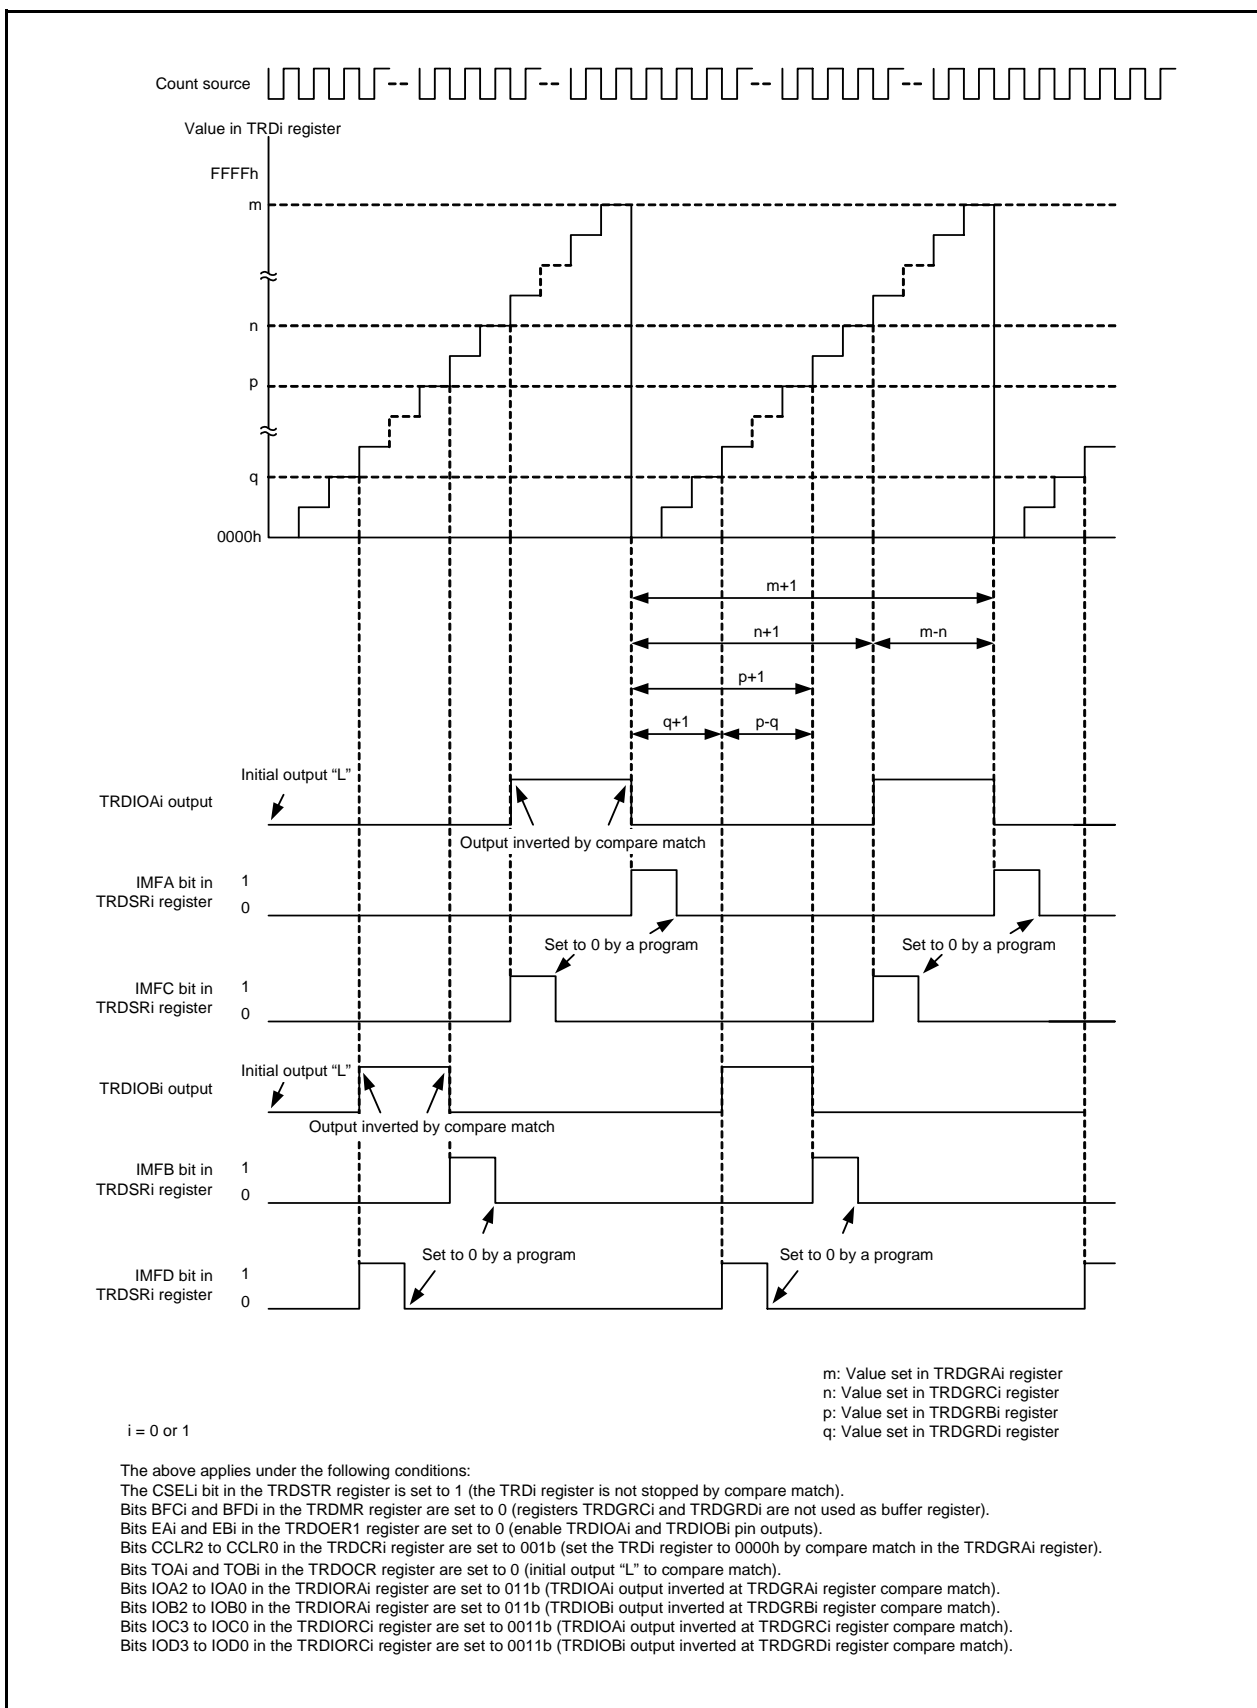 Count source
Value in TRDi register
FFFFh
m
n
p
q
0000h
m+1
n+1
m-n
p+1
q+1
p-q
Initial output “L”
TRDIOAi output
Output inverted by compare match
IMFA bit in
TRDSRi register
1
0
Set to 0 by a program
Set to 0 by a program
IMFC bit in
TRDSRi register
1
0
Initial output “L”
TRDIOBi output
Output inverted by compare match
IMFB bit in
TRDSRi register
1
0
Set to 0 by a program
Set to 0 by a program
IMFD bit in
TRDSRi register
1
0
m: Value set in TRDGRAi register
n: Value set in TRDGRCi register
p: Value set in TRDGRBi register
q: Value set in TRDGRDi register
i = 0 or 1
The above applies under the following conditions:
The CSELi bit in the TRDSTR register is set to 1 (the TRDi register is not stopped by compare match).
Bits BFCi and BFDi in the TRDMR register are set to 0 (registers TRDGRCi and TRDGRDi are not used as buffer register).
Bits EAi and EBi in the TRDOER1 register are set to 0 (enable TRDIOAi and TRDIOBi pin outputs).
Bits CCLR2 to CCLR0 in the TRDCRi register are set to 001b (set the TRDi register to 0000h by compare match in the TRDGRAi register).
Bits TOAi and TOBi in the TRDOCR register are set to 0 (initial output “L” to compare match).
Bits IOA2 to IOA0 in the TRDIORAi register are set to 011b (TRDIOAi output inverted at TRDGRAi register compare match).
Bits IOB2 to IOB0 in the TRDIORAi register are set to 011b (TRDIOBi output inverted at TRDGRBi register compare match).
Bits IOC3 to IOC0 in the TRDIORCi register are set to 0011b (TRDIOAi output inverted at TRDGRCi register compare match).
Bits IOD3 to IOD0 in the TRDIORCi register are set to 0011b (TRDIOBi output inverted at TRDGRDi register compare match).